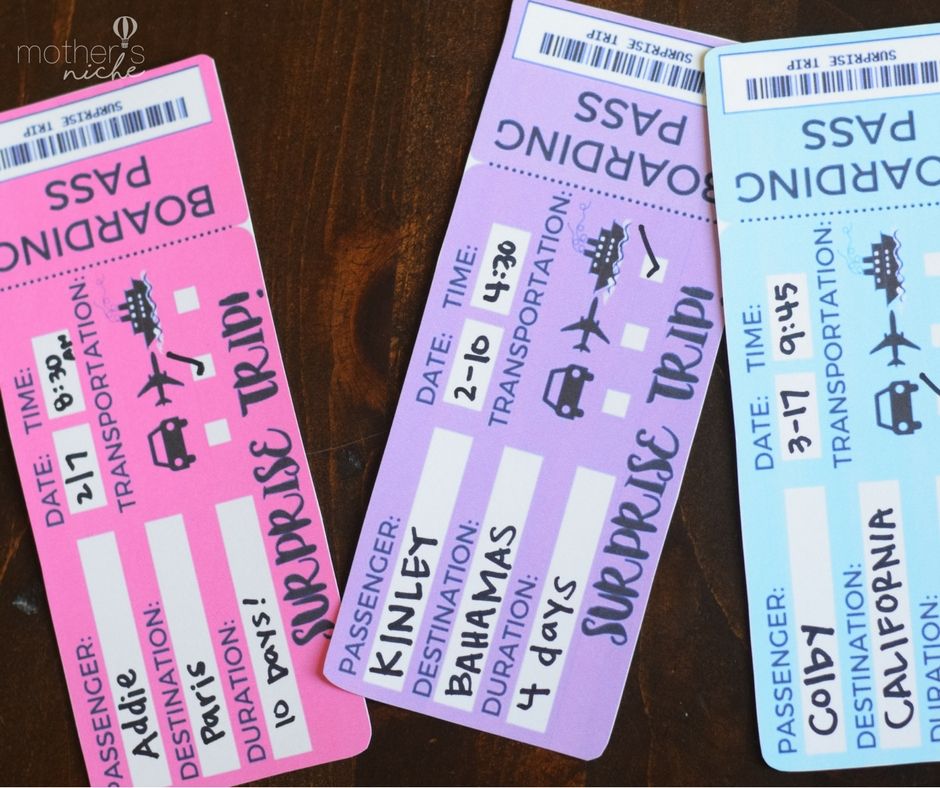 mother's
niche
SURPRISE TRIP
BOARDING
PASS
DATE: TIME:
2/7 8:30 AM
TRANSPORTATION:
PASSENGER:
Addie
DESTINATION:
Paris
DURATION:
10 DAYS!
SURPRISE TRIP!
SURPRISE TRIP
BOARDING
PASS
DATE: TIME:
2-10 4:30
TRANSPORTATION:
PASSENGER:
KINLEY
DESTINATION:
BAHAMAS
DURATION:
4 days
SURPRISE TRIP!
SURPRISE TRIP
BOARDING
PASS
DATE: TIME:
3-17 9:45
TRANSPORTATION:
PASSENGER:
Colby
DESTINATION:
CALIFORNIA